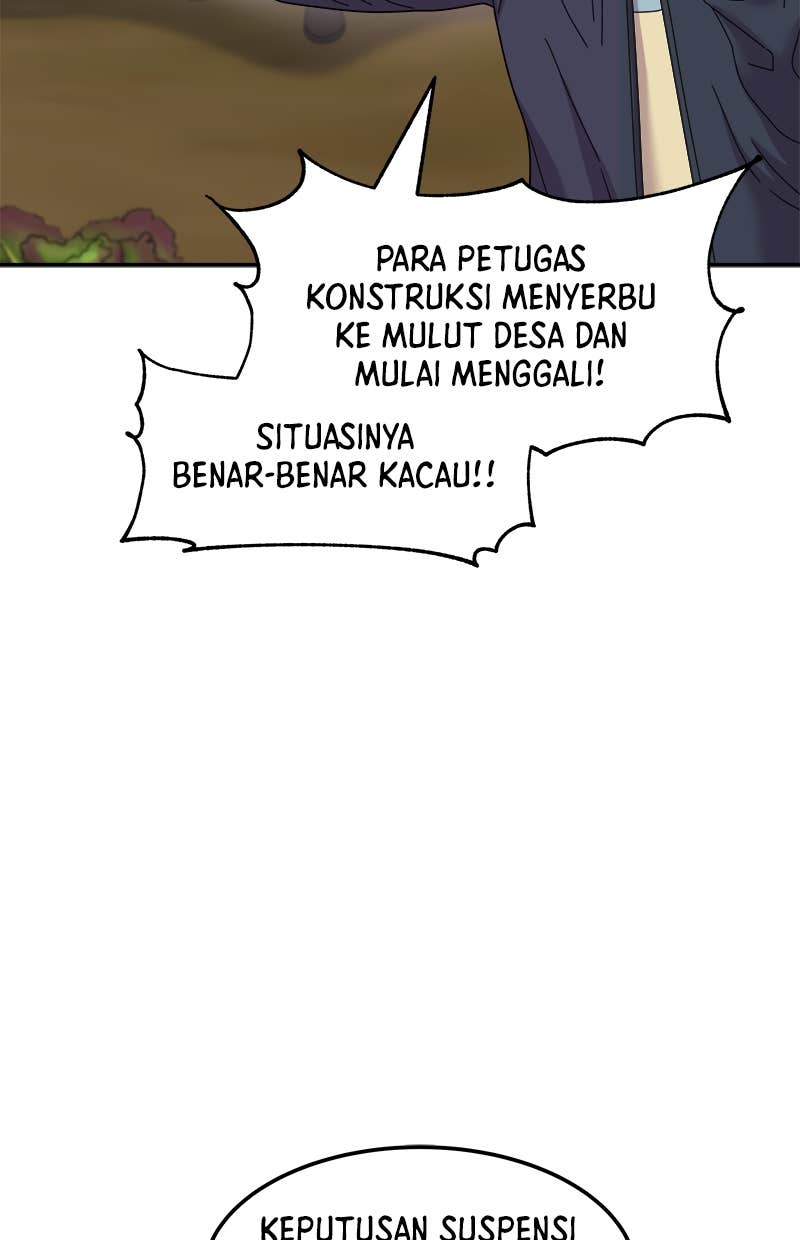 PARA PETUGAS
KONSTRUKSI MENYERBU
KE MULUT DESA DAN
MULAI MENGGALI!
SITUASINYA
BENAR-BENAR KACAU!!
KEPUTUSAN SUSPENSI